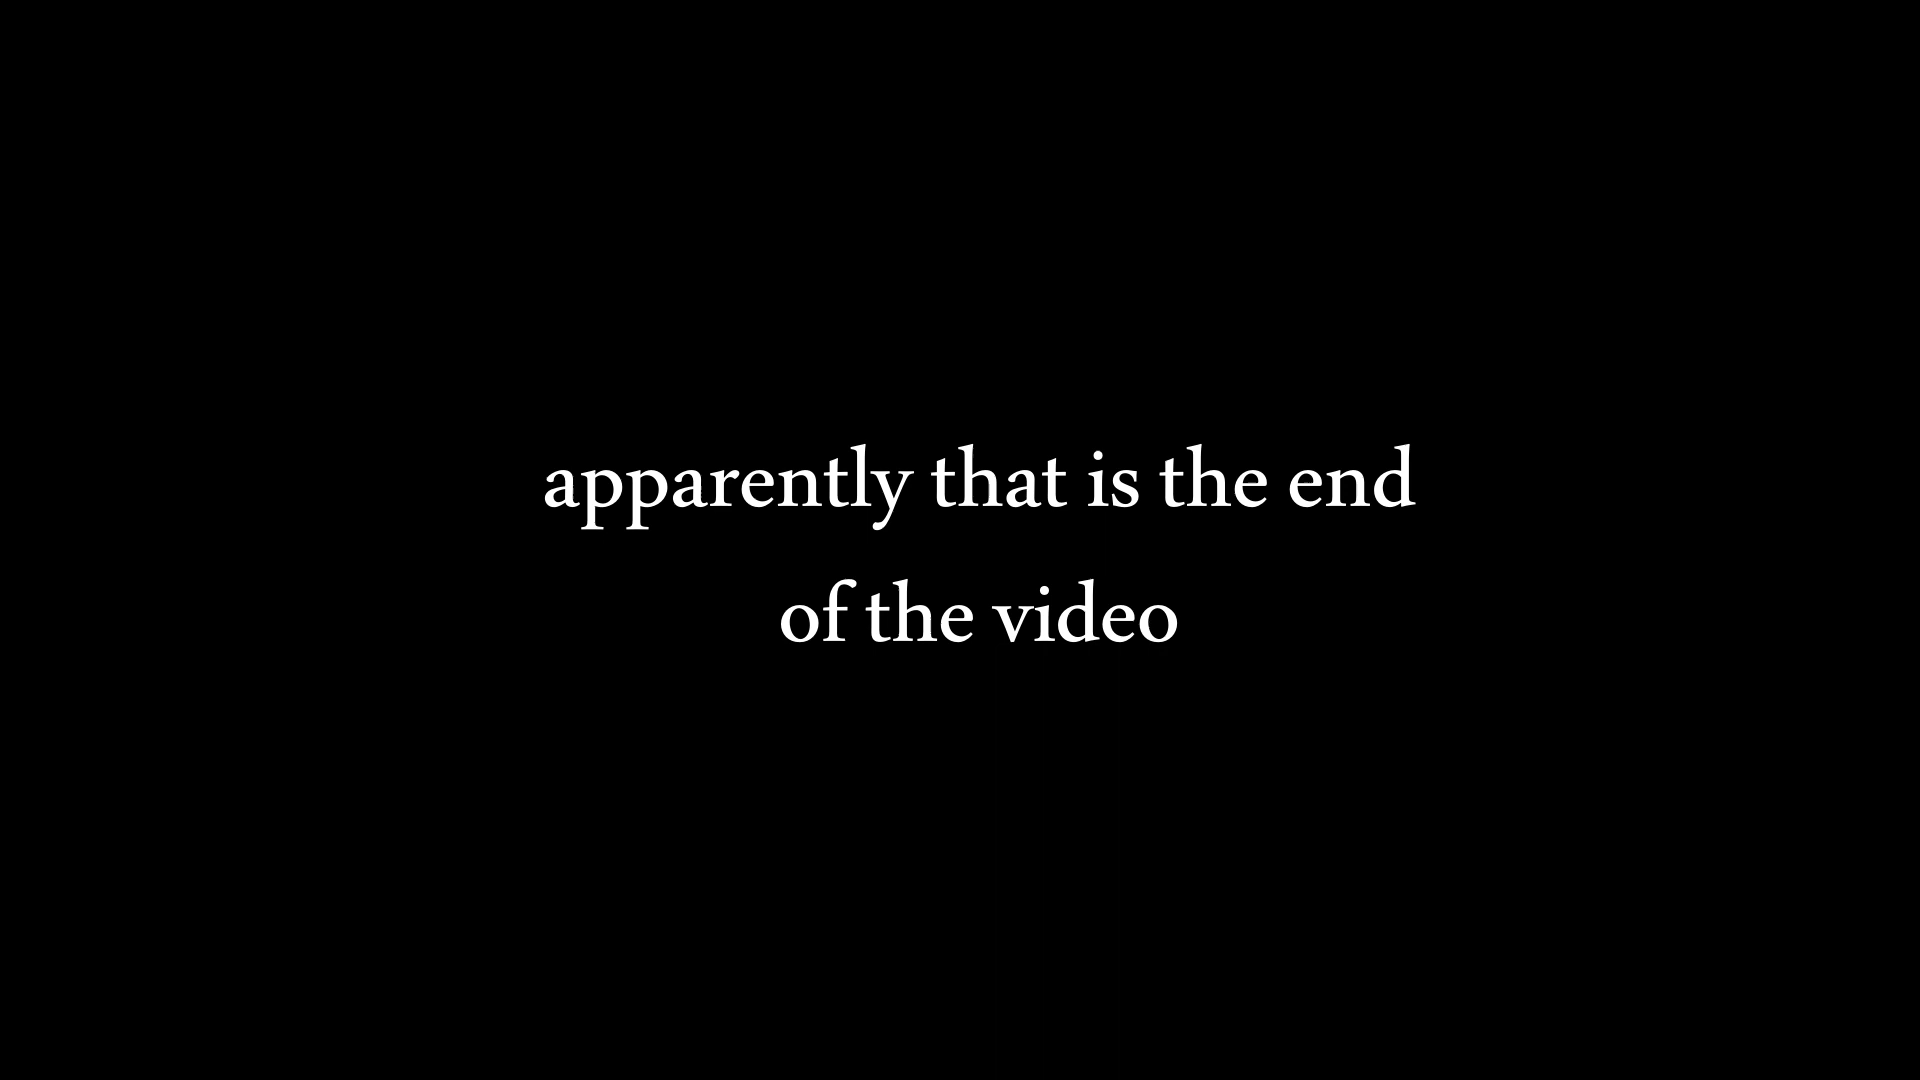 apparently that is the end
of the video